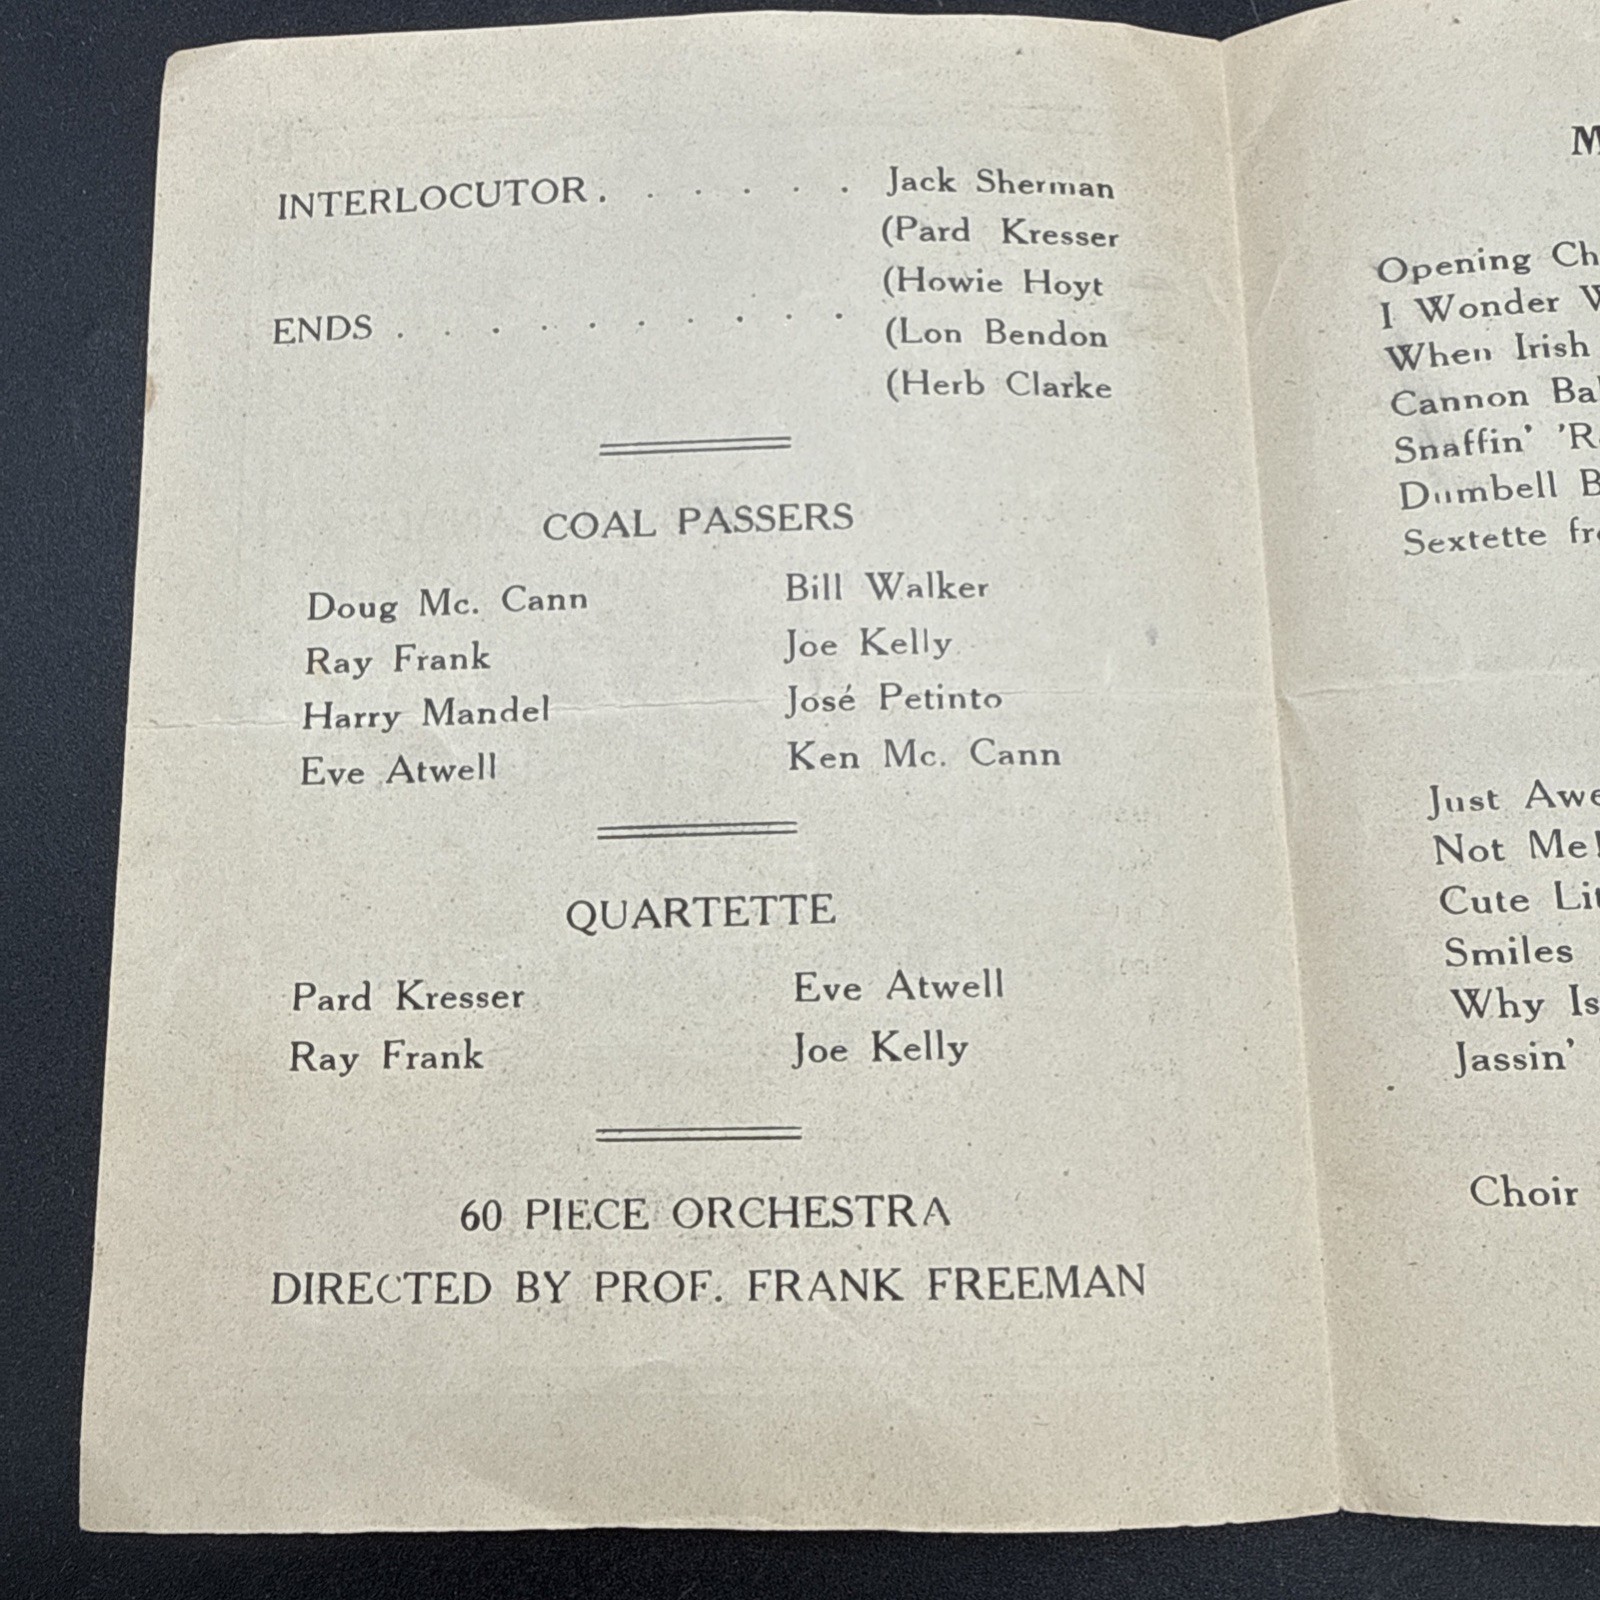 INTERLOCUTOR . . . . . . Jack Sherman
(Pard Kresser
(Howie Hoyt
ENDS . . . . . . . . . . (Lon Bendon
(Herb Clarke
COAL PASSERS
Doug Mc. Cann Bill Walker
Ray Frank Joe Kelly
Harry Mandel José Petinto
Eve Atwell Ken Mc. Cann
QUARTETTE
Pard Kresser Eve Atwell
Ray Frank Joe Kelly
60 PIECE ORCHESTRA
DIRECTED BY PROF. FRANK FREEMAN
Opening
I Wonder
When Irish
Cannon
Snaffin'
Dumbell
Sextette
Just
Not Me!
Cute
Smiles
Why
Jassin'
Choir